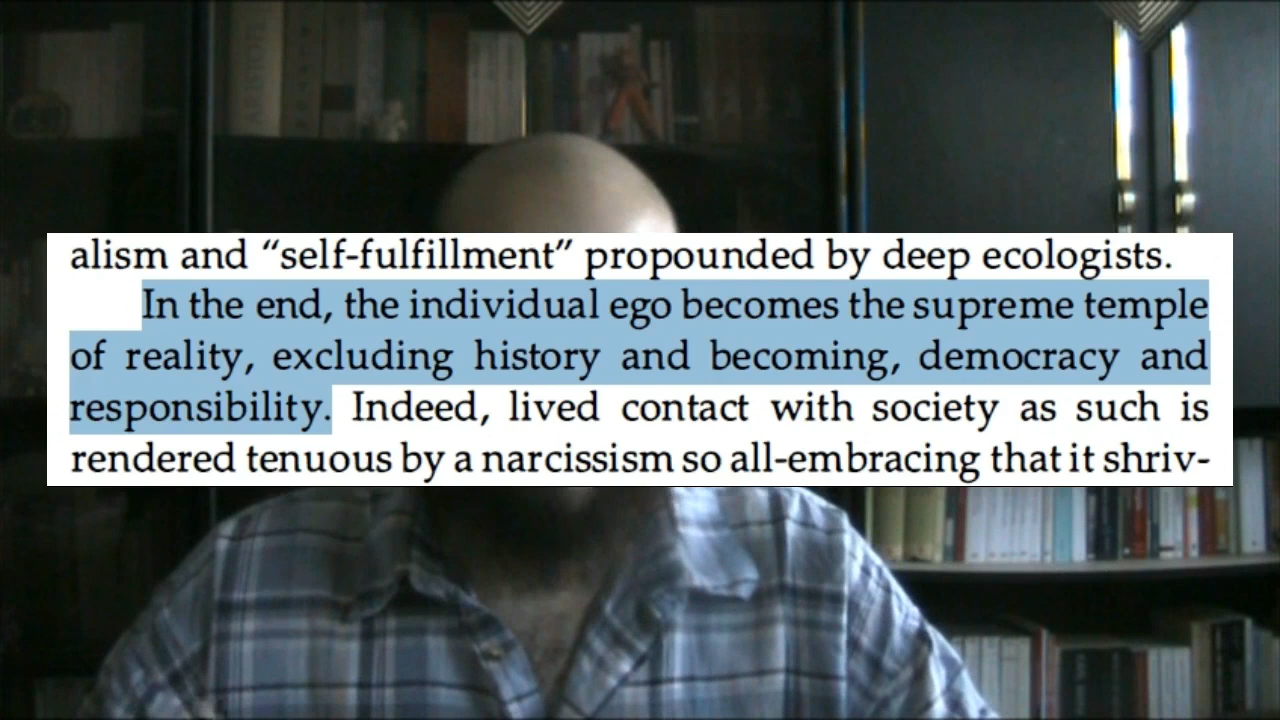 alism and “self-fulfillment” propounded by deep ecologists.
In the end, the individual ego becomes the supreme temple
of reality, excluding history and becoming, democracy and
responsibility. Indeed, lived contact with society as such is
rendered tenuous by a narcissism so all-embracing that it shriv-